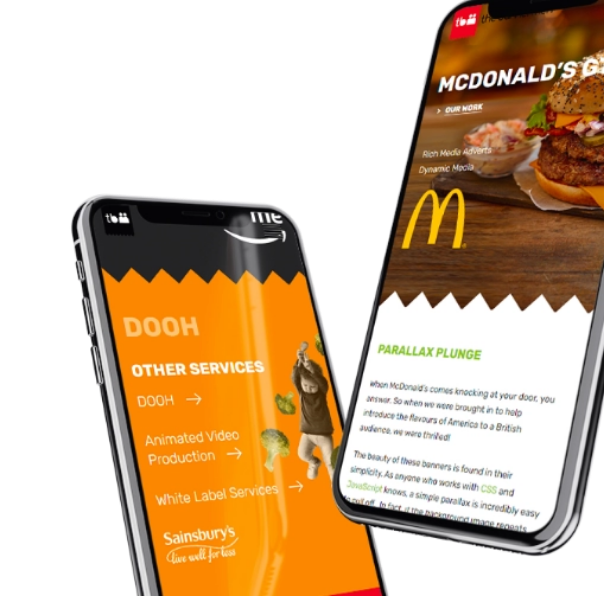 me
DOOH
OTHER SERVICES
DOOH →
Animated Video
Production →
White Label Services →
Sainsbury's
live well for less
the
MCDONALD'S
> OUR WORK
Rich Media Adverts
Dynamic Media
PARALLAX PLUNGE
When McDonald's comes knocking at your door, you
answer. So when we were brought in to help
introduce the flavours of America to a British
audience, we were thrilled!
The beauty of these banners is found in their
simplicity. As anyone who works with CSS and
JavaScript knows, a simple parallax is incredibly easy
to pull off. In fact, if the background image repeats